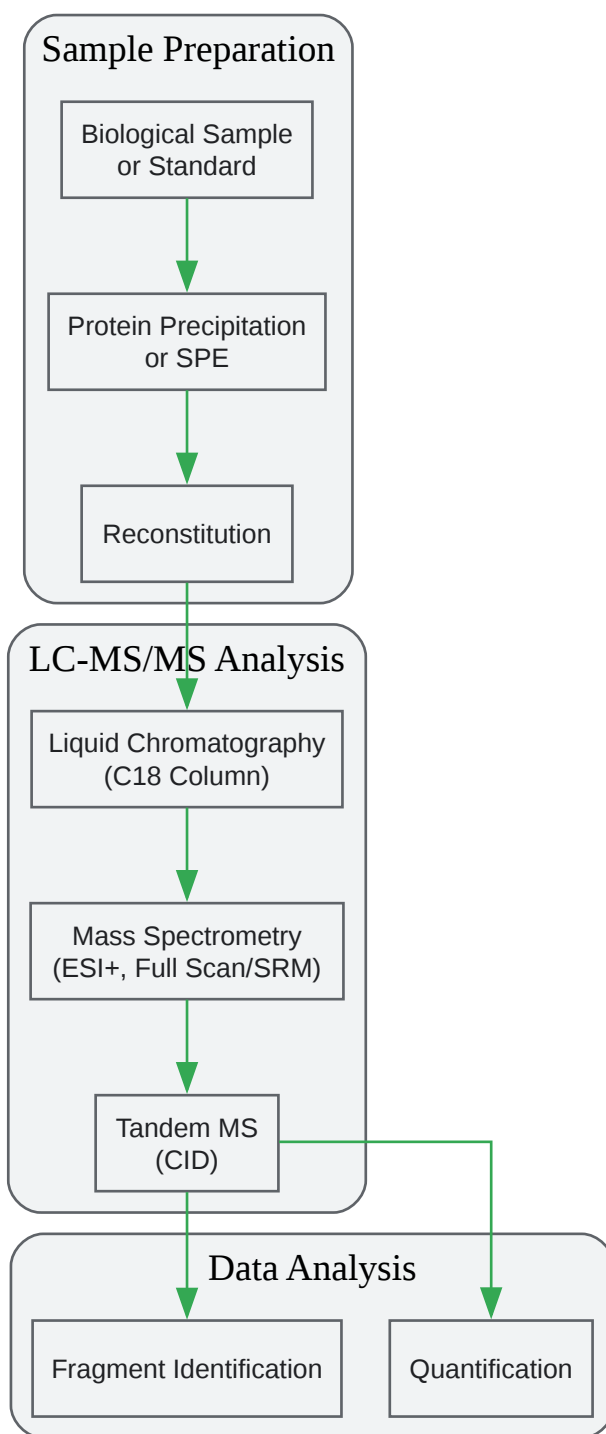 Sample Preparation
Biological Sample
or Standard
Protein Precipitation
or SPE
Reconstitution
LC-MS/MS Analysis
Liquid Chromatography
(C18 Column)
Mass Spectrometry
(ESI+, Full Scan/SRM)
Tandem MS
(CID)
Data Analysis
Fragment Identification
Quantification